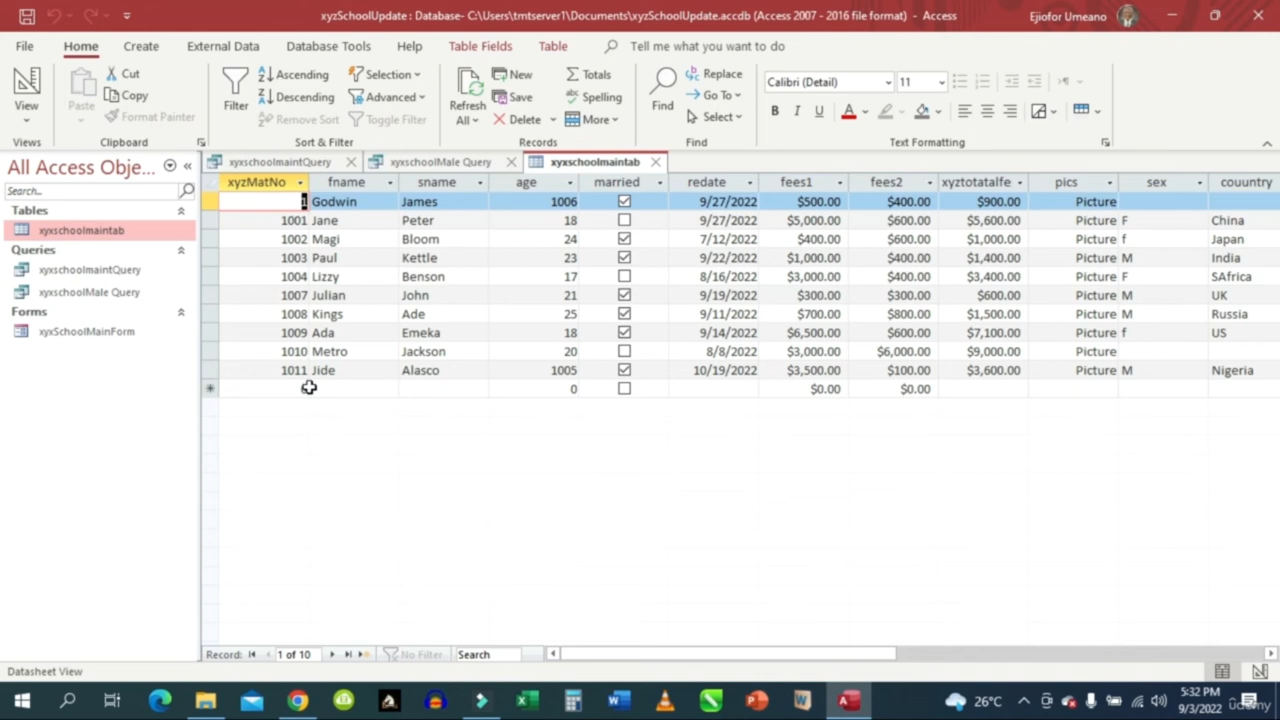 xyzSchoolUpdate : Database- C:\Users\tmtserver1\Documents\xyzSchoolUpdate.accdb (Access 2007 - 2016 file format) - Access
Ejiofor Umeano
File Home Create External Data Database Tools Help Table Fields Table Tell me what you want to do
View
Views
Paste
Cut
Copy
Format Painter
Clipboard
Filter
Ascending
Descending
Remove Sort
Selection
Advanced
Toggle Filter
Sort & Filter
Refresh
All
New
Save
Delete
Totals
Spelling
More
Records
Find
Replace
Go To
Select
Find
Calibri (Detail) 11
B I U A
Text Formatting
All Access Obje...
Search...
Tables
xyxschoolmaintab
Queries
xyxschoolmaintQuery
xyxschoolMale Query
Forms
xyxSchoolMainForm
xyxschoolmaintQuery xyxschoolMale Query xyxschoolmaintab
xyzMatNo fname sname age married redate fees1 fees2 xyztotatalfe pics sex couuntry
1 Godwin James 1006 9/27/2022 $500.00 $400.00 $900.00 Picture
1001 Jane Peter 18 9/27/2022 $5,000.00 $600.00 $5,600.00 Picture F China
1002 Magi Bloom 24 7/12/2022 $400.00 $600.00 $1,000.00 Picture f Japan
1003 Paul Kettle 23 9/22/2022 $1,000.00 $400.00 $1,400.00 Picture M India
1004 Lizzy Benson 17 8/16/2022 $3,000.00 $400.00 $3,400.00 Picture F SAfrica
1007 Julian John 21 9/19/2022 $300.00 $300.00 $600.00 Picture M UK
1008 Kings Ade 25 9/11/2022 $700.00 $800.00 $1,500.00 Picture M Russia
1009 Ada Emeka 18 9/14/2022 $6,500.00 $600.00 $7,100.00 Picture f US
1010 Metro Jackson 20 8/8/2022 $3,000.00 $6,000.00 $9,000.00 Picture
1011 Jide Alasco 1005 10/19/2022 $3,500.00 $100.00 $3,600.00 Picture M Nigeria
0 $0.00 $0.00
Record: 1 of 10 No Filter Search
Datasheet View
26°C
5:32 PM
9/3/2022
ûdemy